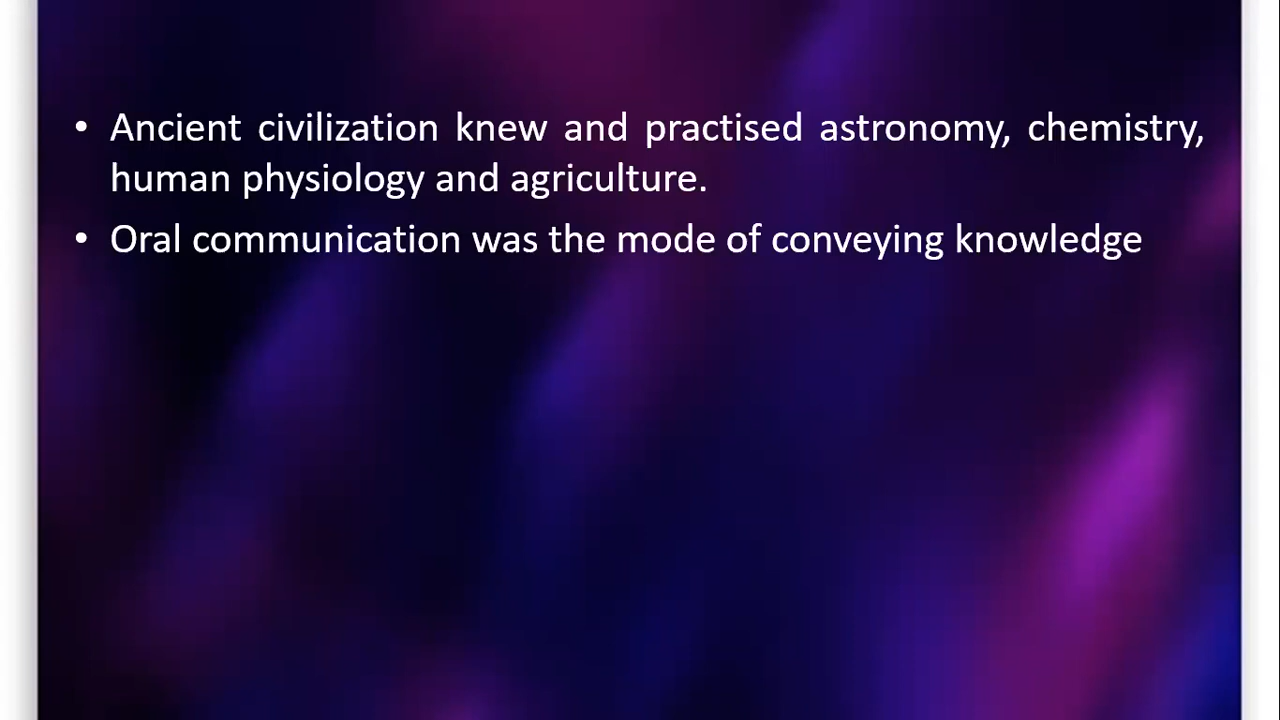 • Ancient civilization knew and practised astronomy, chemistry,
human physiology and agriculture.
• Oral communication was the mode of conveying knowledge